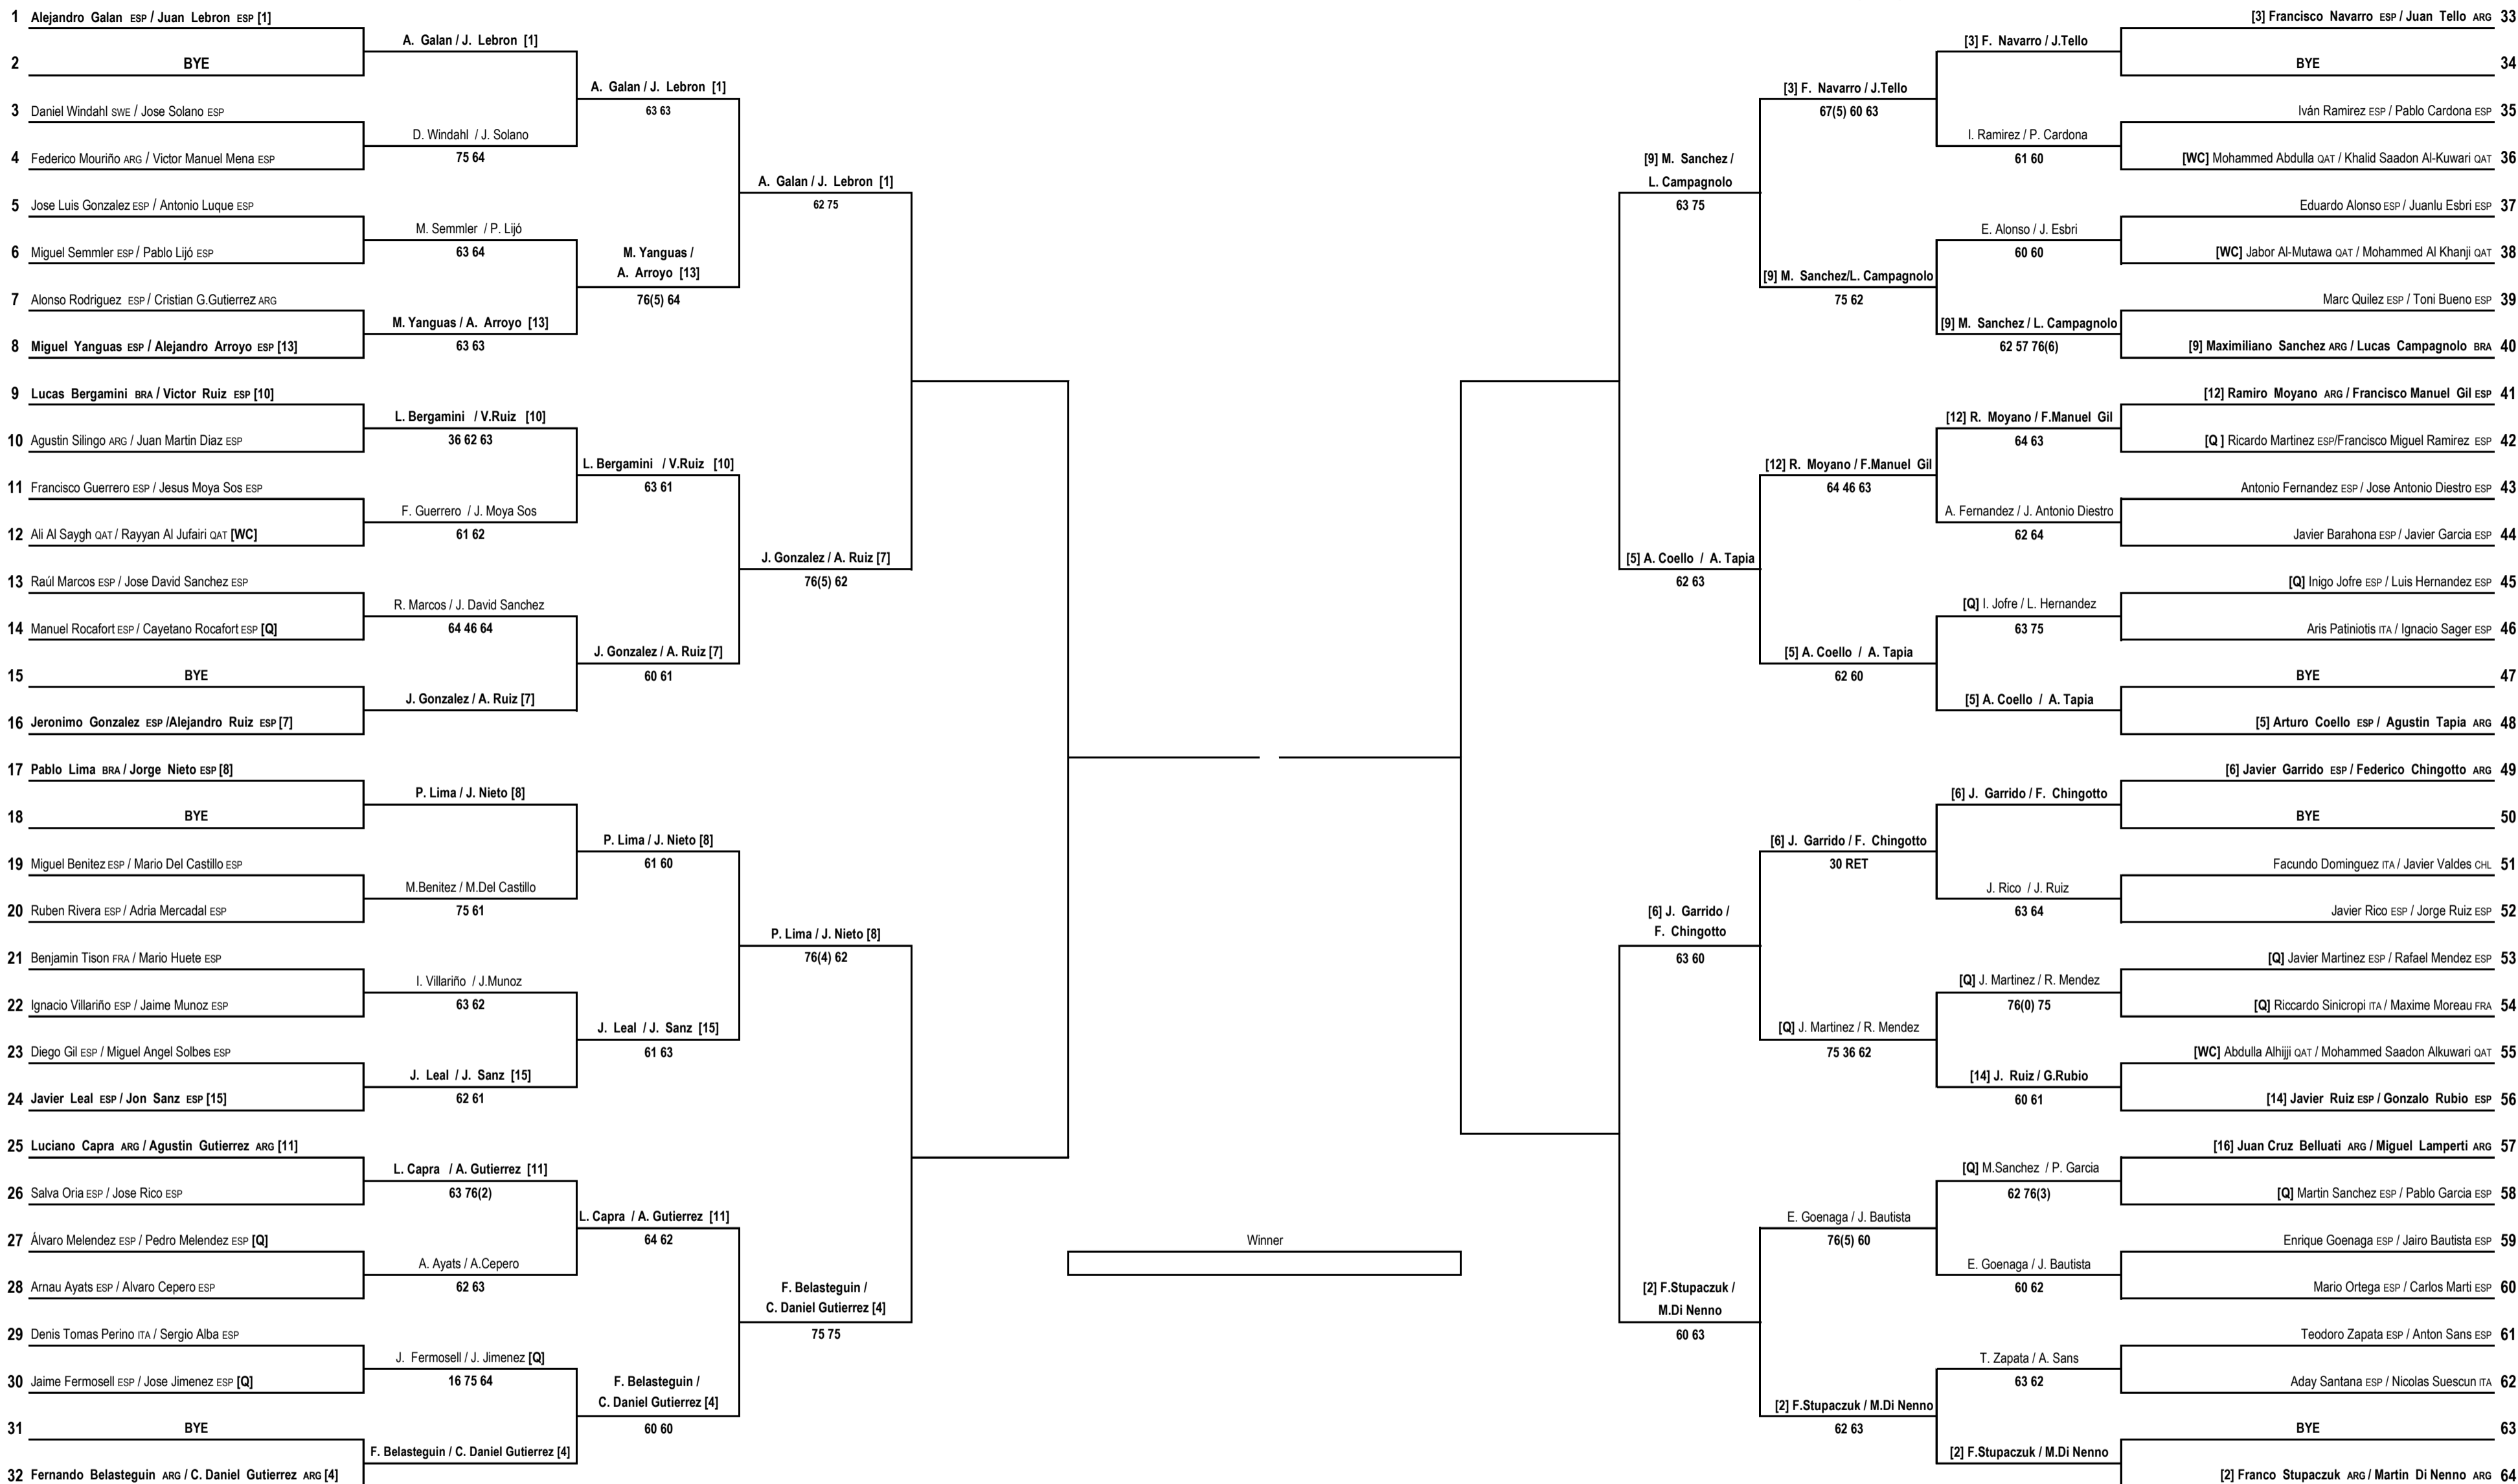 1 Alejandro Galan ESP / Juan Lebron ESP [1]
2 BYE
3 Daniel Windahl SWE / Jose Solano ESP
4 Federico Mouriño ARG / Victor Manuel Mena ESP
5 Jose Luis Gonzalez ESP / Antonio Luque ESP
6 Miguel Semmler ESP / Pablo Lijó ESP
7 Alonso Rodriguez ESP / Cristian G.Gutierrez ARG
8 Miguel Yanguas ESP / Alejandro Arroyo ESP [13]
9 Lucas Bergamini BRA / Victor Ruiz ESP [10]
10 Agustin Silingo ARG / Juan Martin Diaz ESP
11 Francisco Guerrero ESP / Jesus Moya Sos ESP
12 Ali Al Saygh QAT / Rayyan Al Jufairi QAT [WC]
13 Raúl Marcos ESP / Jose David Sanchez ESP
14 Manuel Rocafort ESP / Cayetano Rocafort ESP [Q]
15 BYE
16 Jeronimo Gonzalez ESP /Alejandro Ruiz ESP [7]
17 Pablo Lima BRA / Jorge Nieto ESP [8]
18 BYE
19 Miguel Benitez ESP / Mario Del Castillo ESP
20 Ruben Rivera ESP / Adria Mercadal ESP
21 Benjamin Tison FRA / Mario Huete ESP
22 Ignacio Villariño ESP / Jaime Munoz ESP
23 Diego Gil ESP / Miguel Angel Solbes ESP
24 Javier Leal ESP / Jon Sanz ESP [15]
25 Luciano Capra ARG / Agustin Gutierrez ARG [11]
26 Salva Oria ESP / Jose Rico ESP
27 Álvaro Melendez ESP / Pedro Melendez ESP [Q]
28 Arnau Ayats ESP / Alvaro Cepero ESP
29 Denis Tomas Perino ITA / Sergio Alba ESP
30 Jaime Fermosell ESP / Jose Jimenez ESP [Q]
31 BYE
32 Fernando Belasteguin ARG / C. Daniel Gutierrez ARG [4]
A. Galan / J. Lebron [1]
D. Windahl / J. Solano
75 64
M. Semmler / P. Lijó
63 64
M. Yanguas / A. Arroyo [13]
63 63
L. Bergamini / V.Ruiz [10]
36 62 63
F. Guerrero / J. Moya Sos
61 62
R. Marcos / J. David Sanchez
64 46 64
J. Gonzalez / A. Ruiz [7]
P. Lima / J. Nieto [8]
M.Benitez / M.Del Castillo
75 61
I. Villariño / J.Munoz
63 62
J. Leal / J. Sanz [15]
62 61
L. Capra / A. Gutierrez [11]
63 76(2)
A. Ayats / A.Cepero
62 63
J. Fermosell / J. Jimenez [Q]
16 75 64
F. Belasteguin / C. Daniel Gutierrez [4]
A. Galan / J. Lebron [1]
63 63
M. Yanguas /
A. Arroyo [13]
76(5) 64
L. Bergamini / V.Ruiz [10]
63 61
J. Gonzalez / A. Ruiz [7]
60 61
P. Lima / J. Nieto [8]
61 60
J. Leal / J. Sanz [15]
61 63
L. Capra / A. Gutierrez [11]
64 62
F. Belasteguin /
C. Daniel Gutierrez [4]
60 60
A. Galan / J. Lebron [1]
62 75
J. Gonzalez / A. Ruiz [7]
76(5) 62
P. Lima / J. Nieto [8]
76(4) 62
F. Belasteguin /
C. Daniel Gutierrez [4]
75 75
Winner
[9] M. Sanchez /
L. Campagnolo
63 75
[5] A. Coello / A. Tapia
62 63
[6] J. Garrido /
F. Chingotto
63 60
[2] F.Stupaczuk /
M.Di Nenno
60 63
[3] F. Navarro / J.Tello
67(5) 60 63
[9] M. Sanchez/L. Campagnolo
75 62
[12] R. Moyano / F.Manuel Gil
64 46 63
[5] A. Coello / A. Tapia
62 60
[6] J. Garrido / F. Chingotto
30 RET
[Q] J. Martinez / R. Mendez
75 36 62
E. Goenaga / J. Bautista
76(5) 60
[2] F.Stupaczuk / M.Di Nenno
62 63
[3] F. Navarro / J.Tello
I. Ramirez / P. Cardona
61 60
E. Alonso / J. Esbri
60 60
[9] M. Sanchez / L. Campagnolo
62 57 76(6)
[12] R. Moyano / F.Manuel Gil
64 63
A. Fernandez / J. Antonio Diestro
62 64
[Q] I. Jofre / L. Hernandez
63 75
[5] A. Coello / A. Tapia
[6] J. Garrido / F. Chingotto
J. Rico / J. Ruiz
63 64
[Q] J. Martinez / R. Mendez
76(0) 75
[14] J. Ruiz / G.Rubio
60 61
[Q] M.Sanchez / P. Garcia
62 76(3)
E. Goenaga / J. Bautista
60 62
T. Zapata / A. Sans
63 62
[2] F.Stupaczuk / M.Di Nenno
[3] Francisco Navarro ESP / Juan Tello ARG 33
BYE 34
Iván Ramirez ESP / Pablo Cardona ESP 35
[WC] Mohammed Abdulla QAT / Khalid Saadon Al-Kuwari QAT 36
Eduardo Alonso ESP / Juanlu Esbri ESP 37
[WC] Jabor Al-Mutawa QAT / Mohammed Al Khanji QAT 38
Marc Quilez ESP / Toni Bueno ESP 39
[9] Maximiliano Sanchez ARG / Lucas Campagnolo BRA 40
[12] Ramiro Moyano ARG / Francisco Manuel Gil ESP 41
[Q ] Ricardo Martinez ESP/Francisco Miguel Ramirez ESP 42
Antonio Fernandez ESP / Jose Antonio Diestro ESP 43
Javier Barahona ESP / Javier Garcia ESP 44
[Q] Inigo Jofre ESP / Luis Hernandez ESP 45
Aris Patiniotis ITA / Ignacio Sager ESP 46
BYE 47
[5] Arturo Coello ESP / Agustin Tapia ARG 48
[6] Javier Garrido ESP / Federico Chingotto ARG 49
BYE 50
Facundo Dominguez ITA / Javier Valdes CHL 51
Javier Rico ESP / Jorge Ruiz ESP 52
[Q] Javier Martinez ESP / Rafael Mendez ESP 53
[Q] Riccardo Sinicropi ITA / Maxime Moreau FRA 54
[WC] Abdulla Alhijji QAT / Mohammed Saadon Alkuwari QAT 55
[14] Javier Ruiz ESP / Gonzalo Rubio ESP 56
[16] Juan Cruz Belluati ARG / Miguel Lamperti ARG 57
[Q] Martin Sanchez ESP / Pablo Garcia ESP 58
Enrique Goenaga ESP / Jairo Bautista ESP 59
Mario Ortega ESP / Carlos Marti ESP 60
Teodoro Zapata ESP / Anton Sans ESP 61
Aday Santana ESP / Nicolas Suescun ITA 62
BYE 63
[2] Franco Stupaczuk ARG / Martin Di Nenno ARG 64